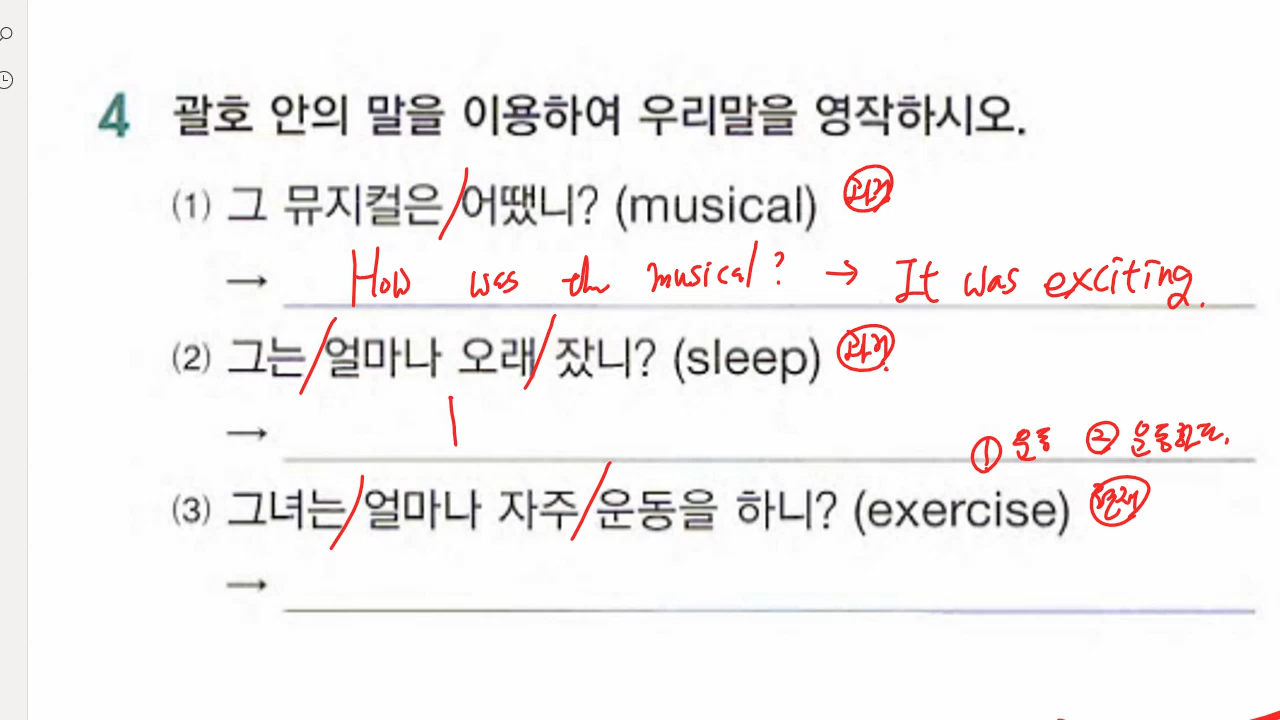 4 괄호 안의 말을 이용하여 우리말을 영작하시오.
(1) 그 뮤지컬은 / 어땠니? (musical) 과거
→ How was the musical? → It was exciting.
(2) 그는 / 얼마나 오래 / 잤니? (sleep) 과거
→
① 운동 ② 운동한다.
(3) 그녀는 / 얼마나 자주 / 운동을 하니? (exercise) 현재
→